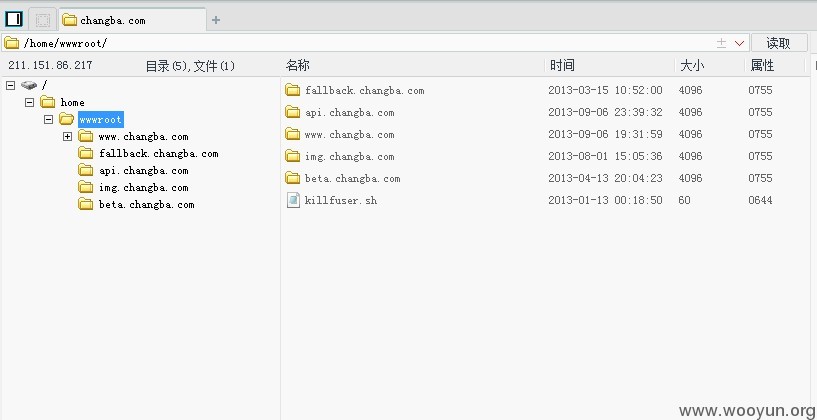 changba.com
/home/wwwroot/ 读取
211.151.86.217 目录(5),文件(1) 名称 时间 大小 属性
/
home
wwwroot
www.changba.com
fallback.changba.com
api.changba.com
img.changba.com
beta.changba.com
fallback.changba.com 2013-03-15 10:52:00 4096 0755
api.changba.com 2013-09-06 23:39:32 4096 0755
www.changba.com 2013-09-06 19:31:59 4096 0755
img.changba.com 2013-08-01 15:05:36 4096 0755
beta.changba.com 2013-04-13 20:04:23 4096 0755
killfuser.sh 2013-01-13 00:18:50 60 0644
www.wooyun.org